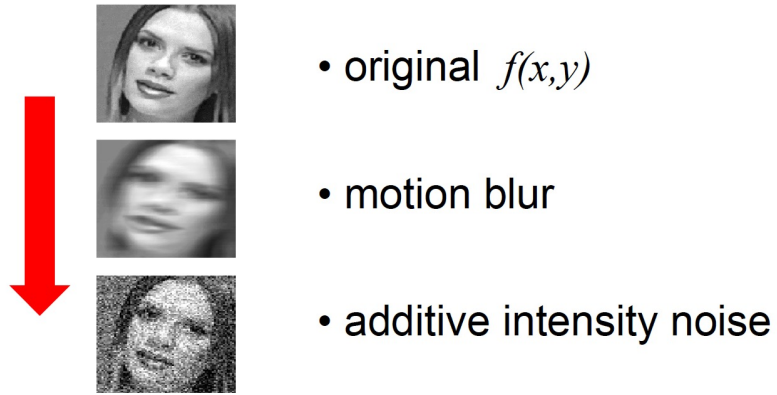 • original f(x,y)
• motion blur
• additive intensity noise